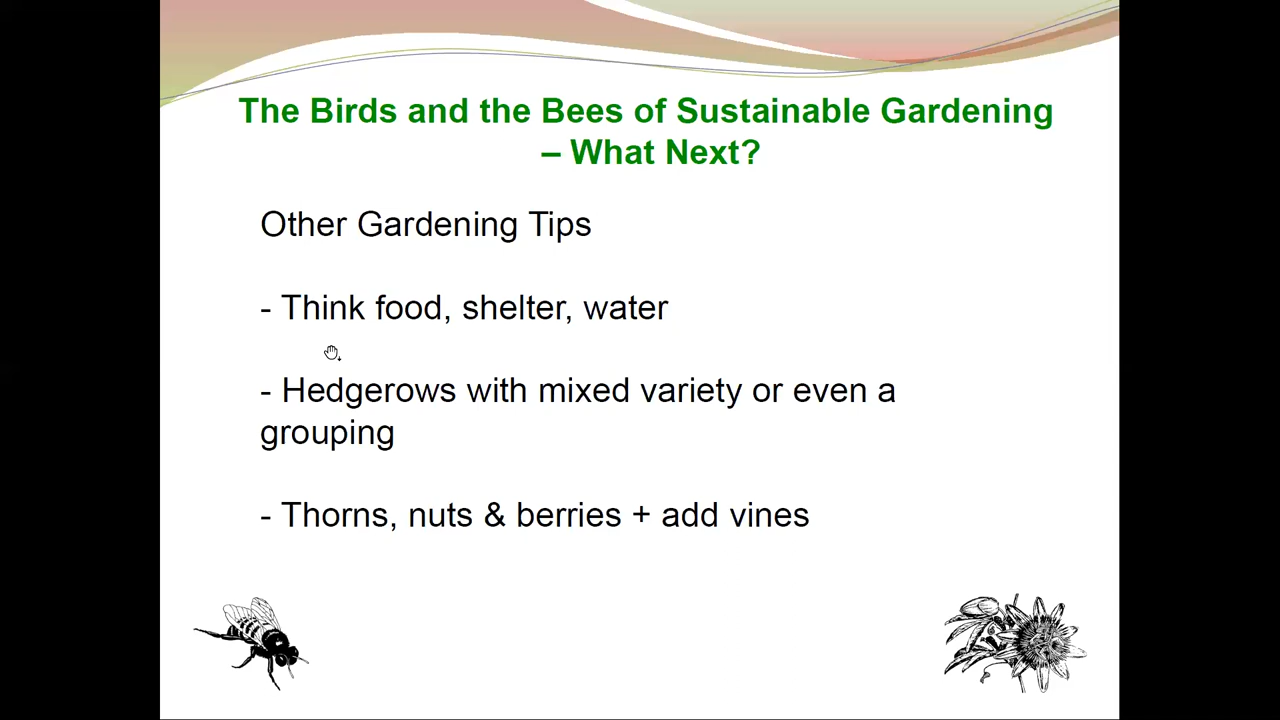 The Birds and the Bees of Sustainable Gardening
– What Next?
Other Gardening Tips
- Think food, shelter, water
- Hedgerows with mixed variety or even a
grouping
- Thorns, nuts & berries + add vines